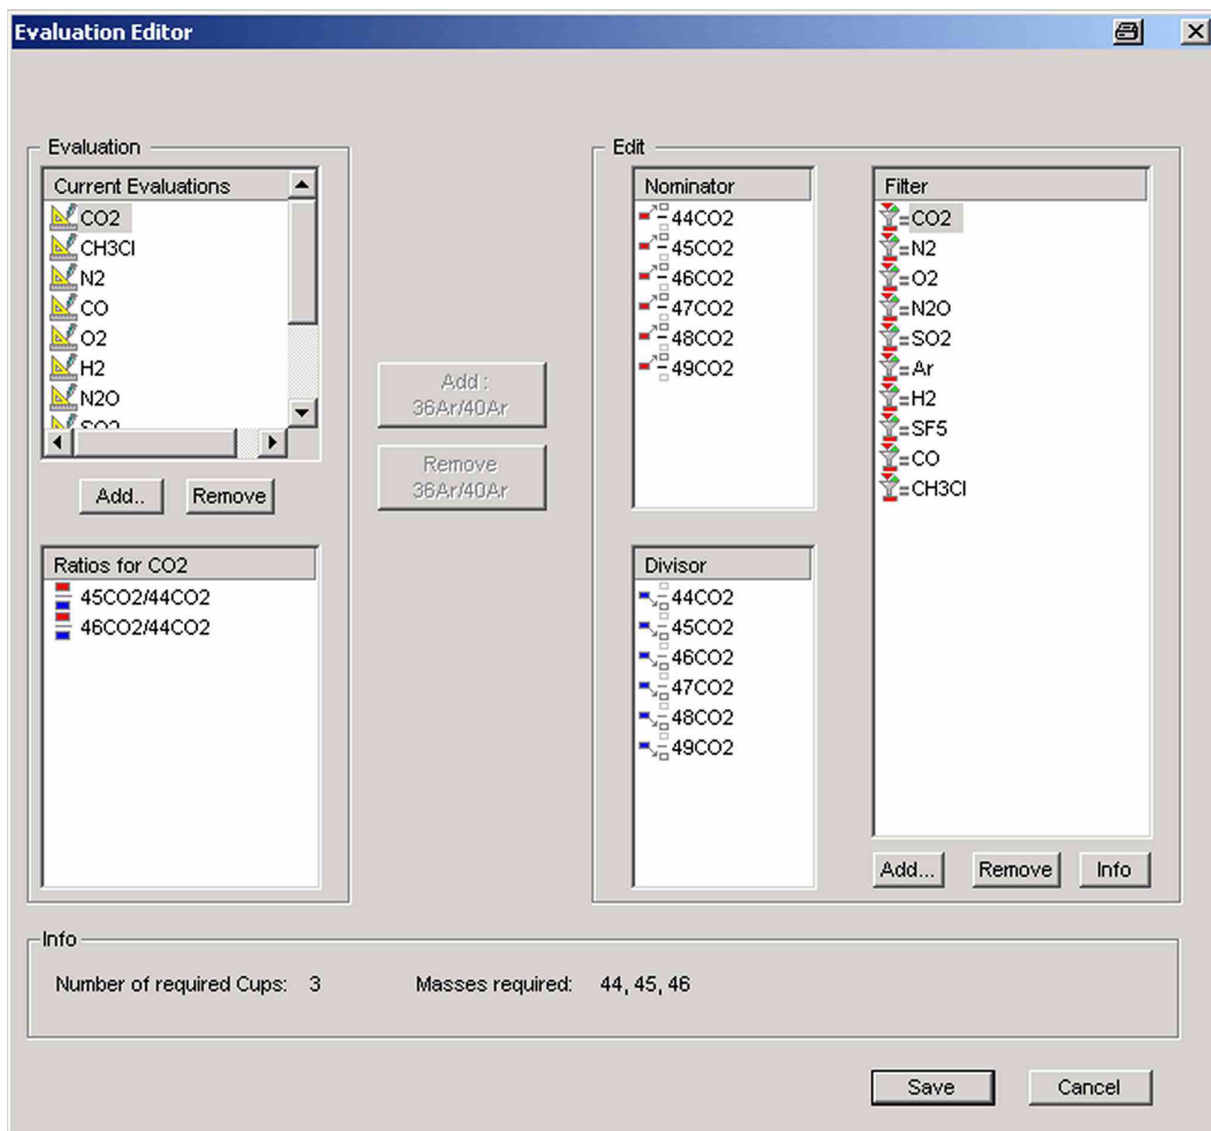 Evaluation Editor
Evaluation
Current Evaluations
CO2
CH3Cl
N2
CO
O2
H2
N2O
SO2
Add..
Remove
Ratios for CO2
45CO2/44CO2
46CO2/44CO2
Add :
36Ar/40Ar
Remove
36Ar/40Ar
Edit
Nominator
44CO2
45CO2
46CO2
47CO2
48CO2
49CO2
Divisor
44CO2
45CO2
46CO2
47CO2
48CO2
49CO2
Filter
=CO2
=N2
=O2
=N2O
=SO2
=Ar
=H2
=SF5
=CO
=CH3Cl
Add...
Remove
Info
Info
Number of required Cups: 3
Masses required: 44, 45, 46
Save
Cancel